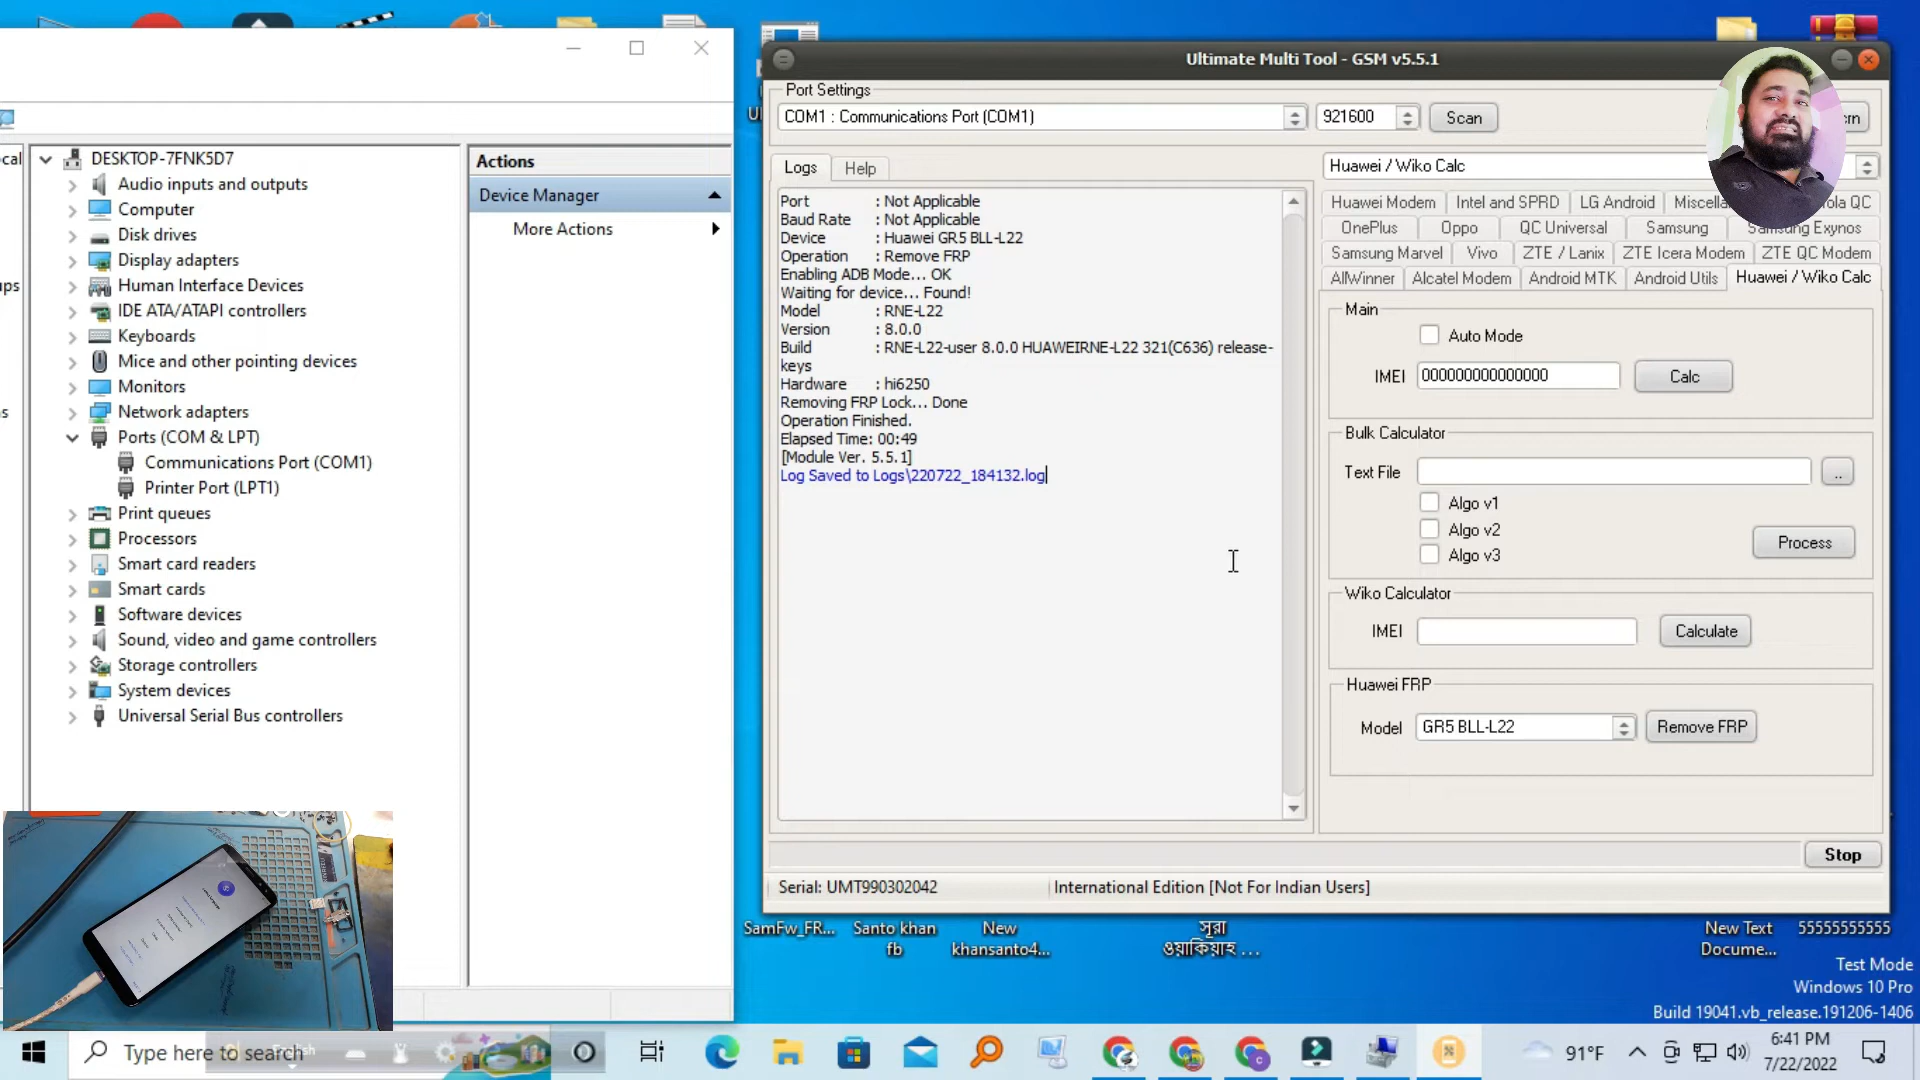 Ultimate Multi Tool - GSM v5.5.1
Port Settings
COM1 : Communications Port (COM1)
921600
Scan
DESKTOP-7FNK5D7
Audio inputs and outputs
Computer
Disk drives
Display adapters
Human Interface Devices
IDE ATA/ATAPI controllers
Keyboards
Mice and other pointing devices
Monitors
Network adapters
Ports (COM & LPT)
Communications Port (COM1)
Printer Port (LPT1)
Print queues
Processors
Smart card readers
Smart cards
Software devices
Sound, video and game controllers
Storage controllers
System devices
Universal Serial Bus controllers
Actions
Device Manager
More Actions
Logs
Help
Port : Not Applicable
Baud Rate : Not Applicable
Device : Huawei GR5 BLL-L22
Operation : Remove FRP
Enabling ADB Mode... OK
Waiting for device... Found!
Model : RNE-L22
Version : 8.0.0
Build : RNE-L22-user 8.0.0 HUAWEIRNE-L22 321(C636) release-
keys
Hardware : hi6250
Removing FRP Lock... Done
Operation Finished.
Elapsed Time: 00:49
[Module Ver. 5.5.1]
Log Saved to Logs\220722_184132.log
Huawei / Wiko Calc
Huawei Modem
Intel and SPRD
LG Android
OnePlus
Oppo
QC Universal
Samsung
Samsung Exynos
Samsung Marvel
Vivo
ZTE / Lanix
ZTE Icera Modem
ZTE QC Modem
AllWinner
Alcatel Modem
Android MTK
Android Utils
Huawei / Wiko Calc
Main
Auto Mode
IMEI
000000000000000
Calc
Bulk Calculator
Text File
..
Algo v1
Algo v2
Algo v3
Process
Wiko Calculator
IMEI
Calculate
Huawei FRP
Model
GR5 BLL-L22
Remove FRP
Stop
Serial: UMT990302042
International Edition [Not For Indian Users]
SamFw_FR...
Santo khan
fb
New
khansanto4...
সূরা
ওয়াকিয়াহ ...
New Text
Docume...
55555555555
Test Mode
Windows 10 Pro
Build 19041.vb_release.191206-1406
Type here to search
English
91°F
6:41 PM
7/22/2022